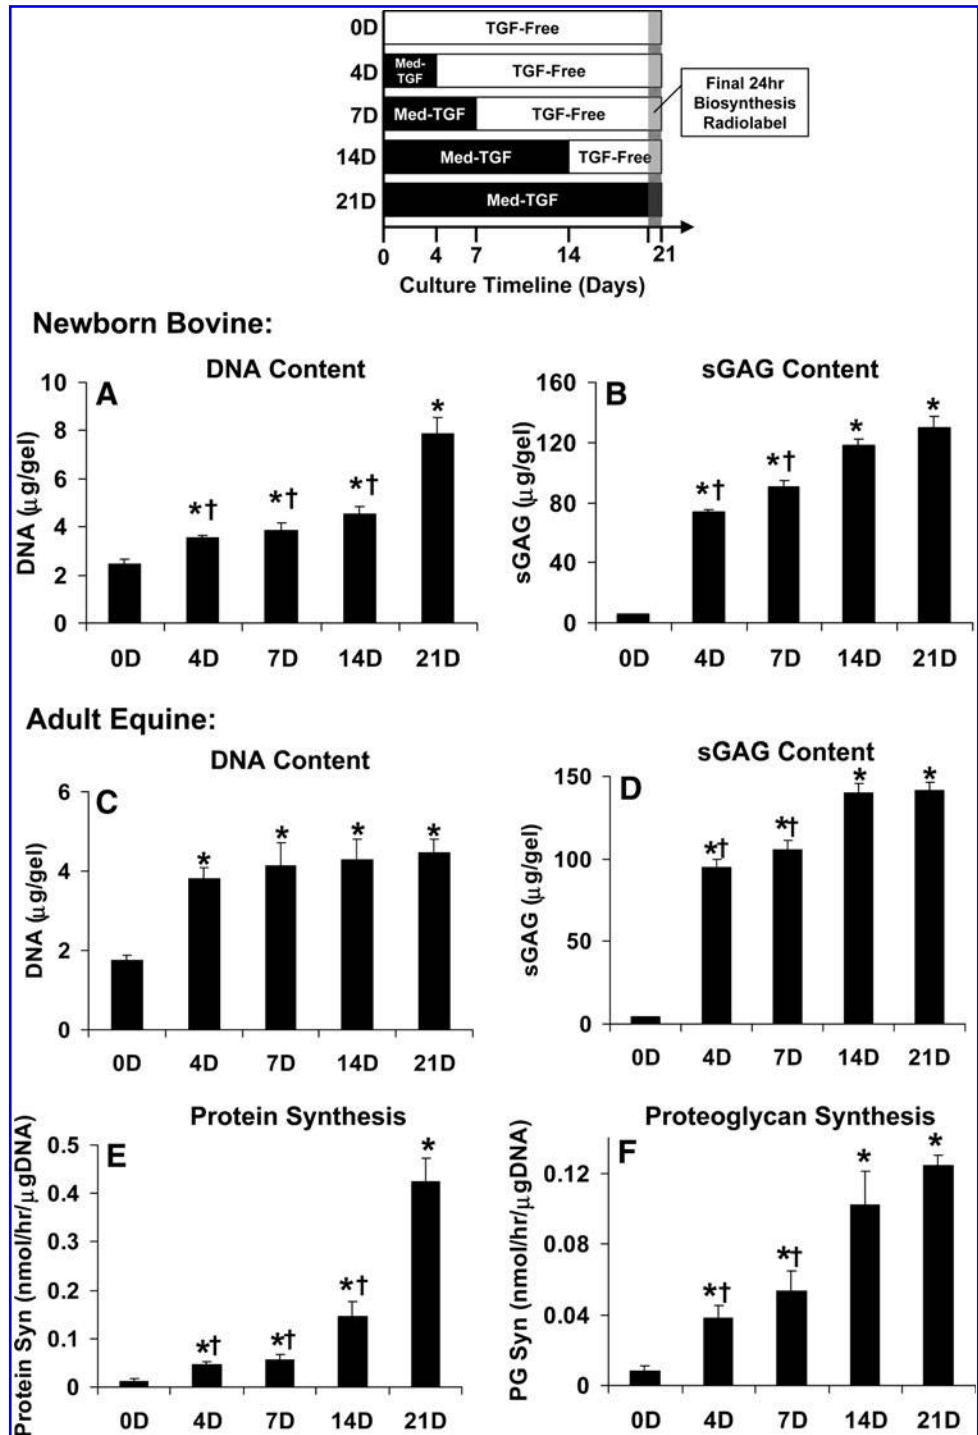 0D TGF-Free
4D Med-TGF TGF-Free
7D Med-TGF TGF-Free
14D Med-TGF TGF-Free
21D Med-TGF
Final 24hr
Biosynthesis
Radiolabel
0 4 7 14 21
Culture Timeline (Days)
Newborn Bovine:
A
DNA Content
DNA (μg/gel)
10
8
6
4
2
0
*†
*†
*†
*
0D 4D 7D 14D 21D
B
sGAG Content
sGAG (μg/gel)
160
120
80
40
0
*†
*†
*
*
0D 4D 7D 14D 21D
Adult Equine:
C
DNA Content
DNA (μg/gel)
6
4
2
0
*
*
*
*
0D 4D 7D 14D 21D
D
sGAG Content
sGAG (μg/gel)
150
100
50
0
*†
*†
*
*
0D 4D 7D 14D 21D
E
Protein Synthesis
Protein Syn (nmol/hr/μgDNA)
0.5
0.4
0.3
0.2
0.1
0
*†
*†
*†
*
0D 4D 7D 14D 21D
F
Proteoglycan Synthesis
PG Syn (nmol/hr/μgDNA)
0.12
0.08
0.04
0
*†
*†
*
*
0D 4D 7D 14D 21D